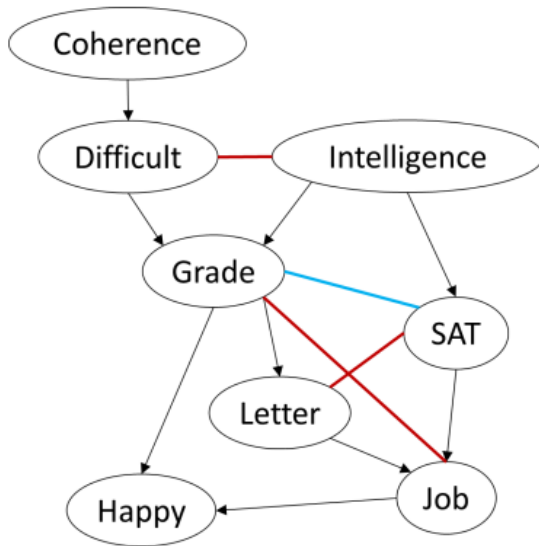 Coherence
Difficult
Intelligence
Grade
SAT
Letter
Job
Happy